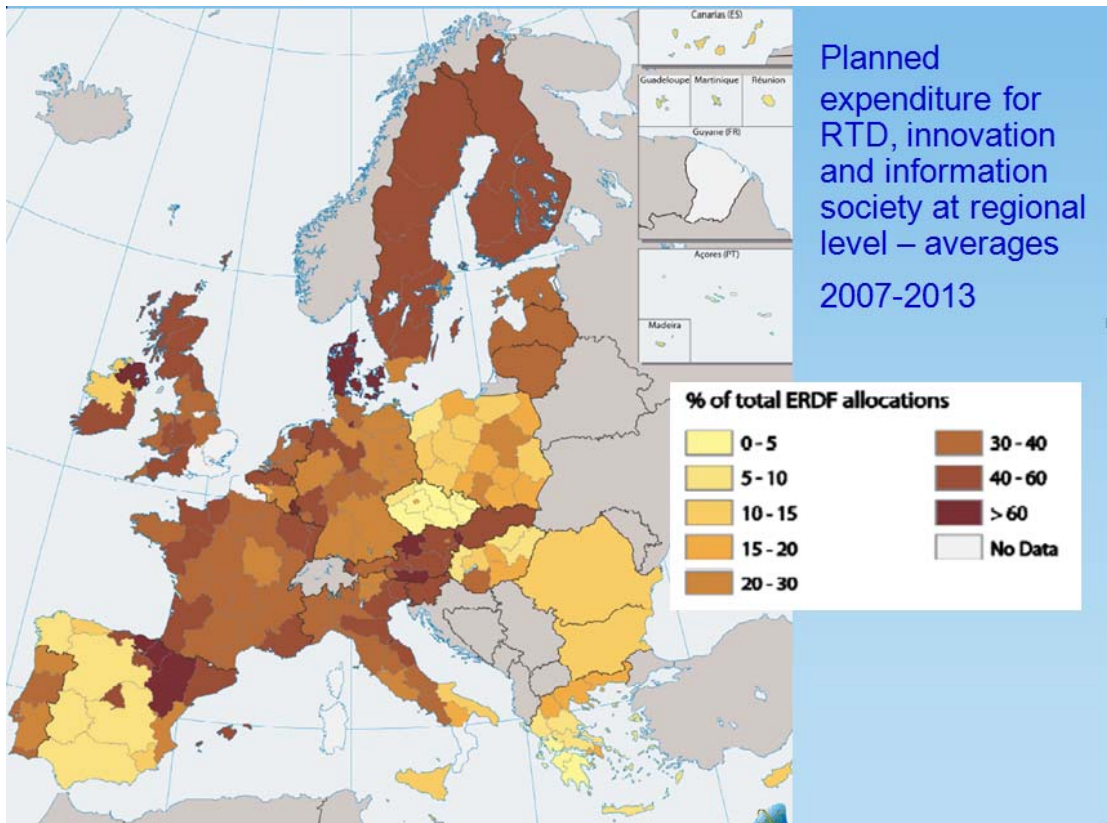 Canarias (ES)
Guadeloupe
Martinique
Réunion
Guyane (FR)
Açores (PT)
Madeira
Planned
expenditure for
RTD, innovation
and information
society at regional
level – averages
2007-2013
% of total ERDF allocations
0 - 5
5 - 10
10 - 15
15 - 20
20 - 30
30 - 40
40 - 60
> 60
No Data